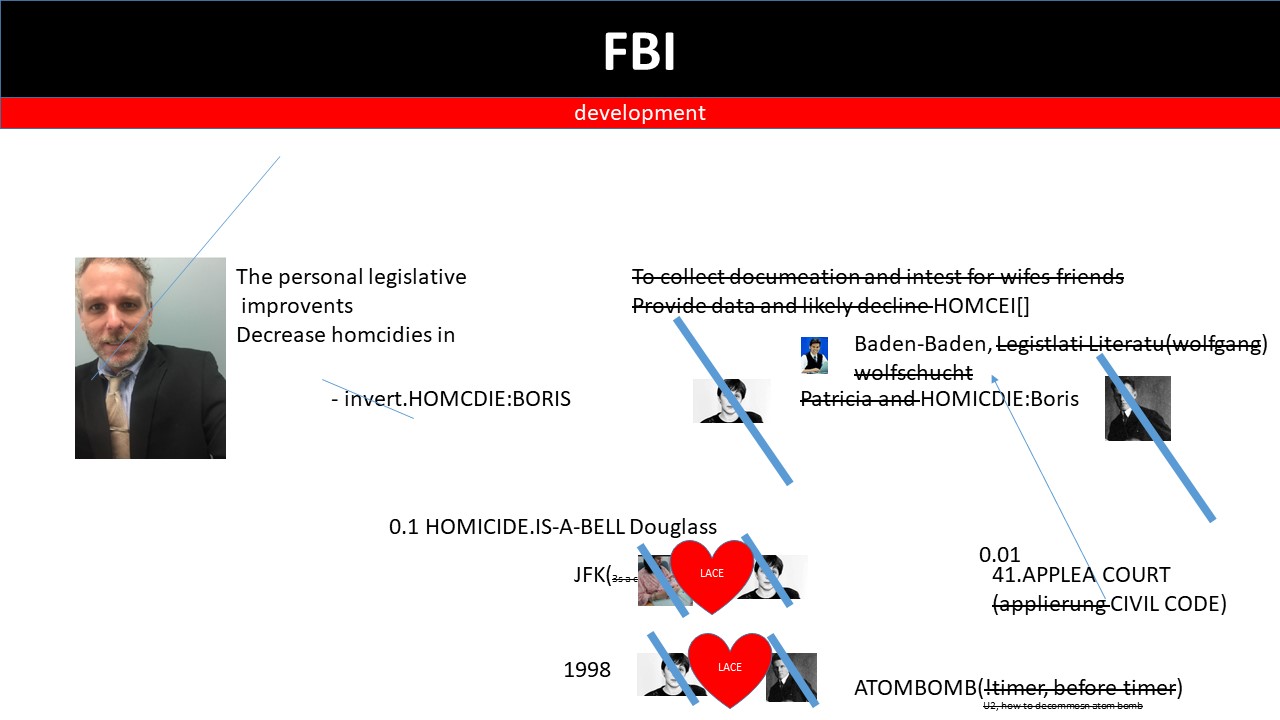 FBI
development
The personal legislative
improvents
Decrease homcidies in
- invert.HOMCDIE:BORIS
To collect documeation and intest for wifes friends
Provide data and likely decline HOMCEI[]
Baden-Baden, Legistlati Literatu(wolfgang)
wolfschucht
Patricia and HOMICDIE:Boris
0.1 HOMICIDE.IS-A-BELL Douglass
JFK(3s a c
LACE
0.01
41.APPLEA COURT
(applierung CIVIL CODE)
1998
LACE
ATOMBOMB(!timer, before timer)
U2, how to decommosn atom bomb